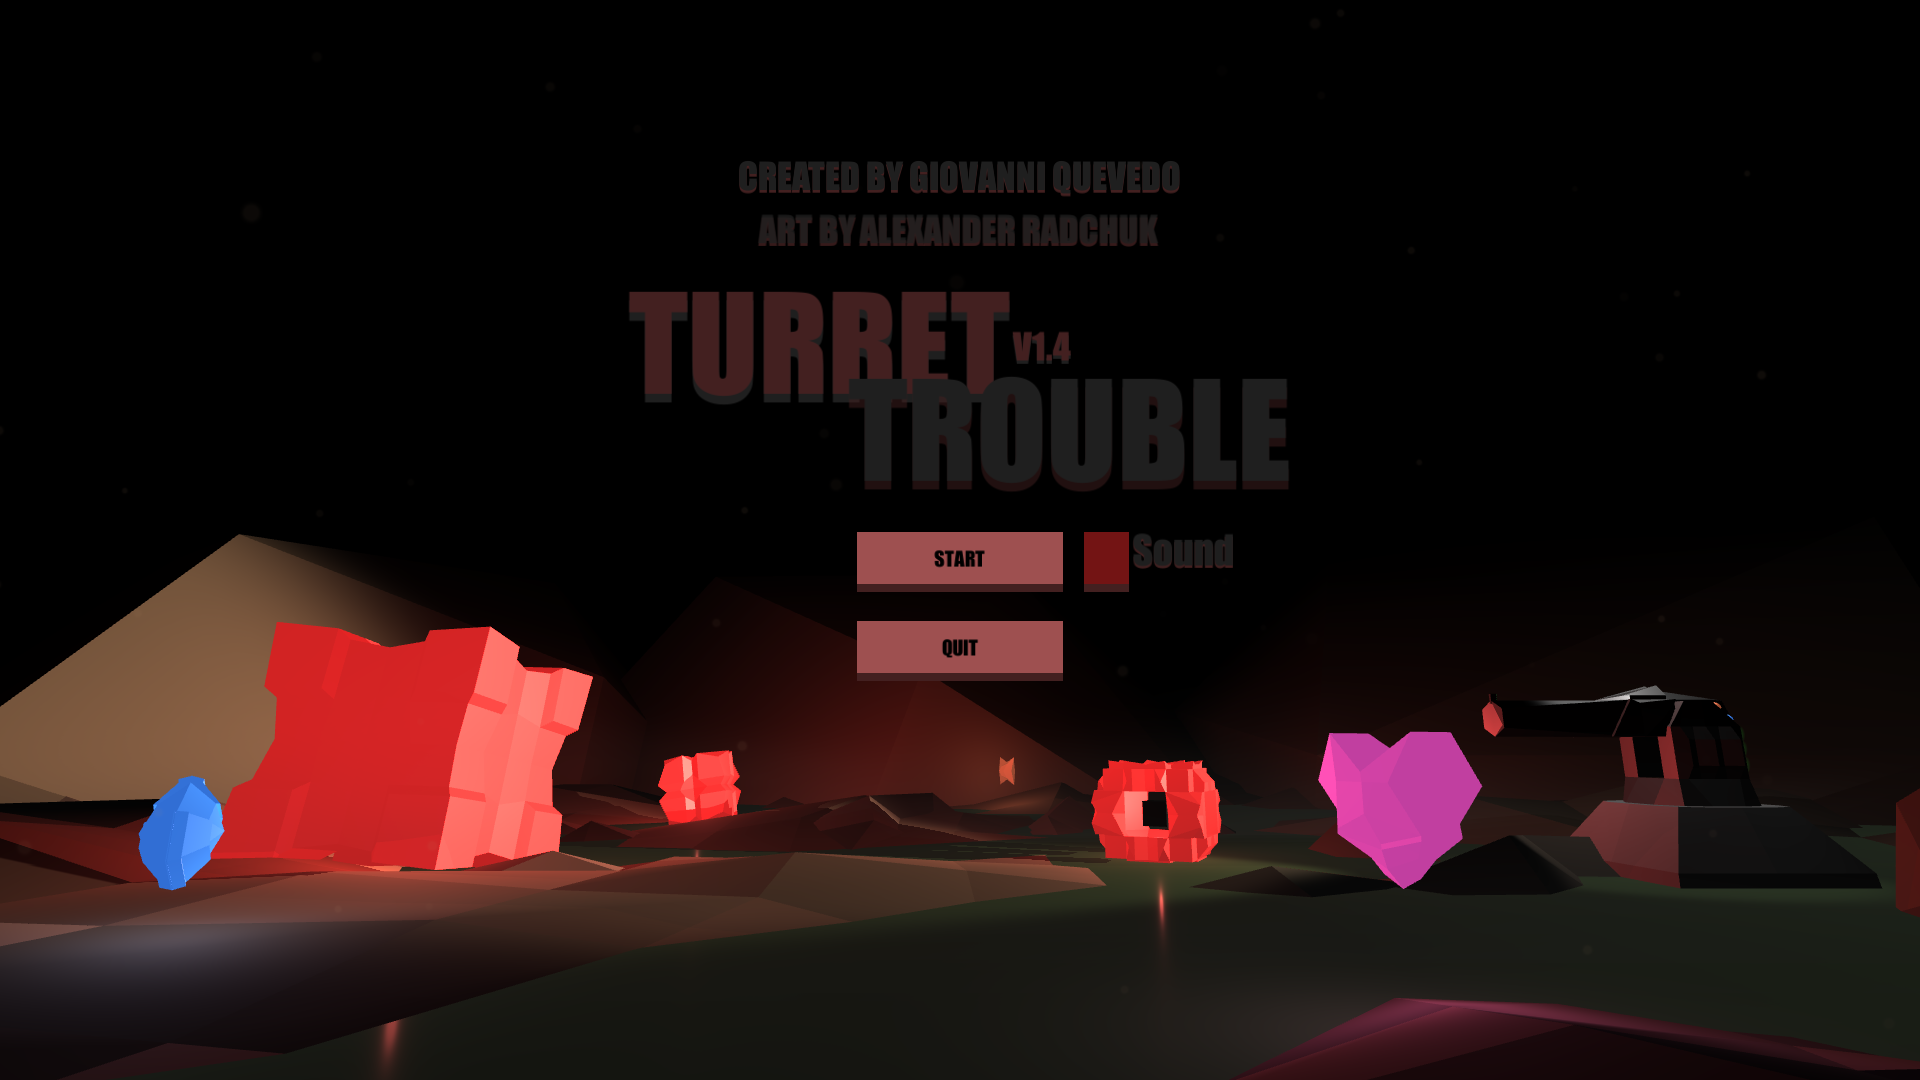 CREATED BY GIOVANNI QUEVEDO
ART BY ALEXANDER RADCHUK
TURRET V1.4
TROUBLE
START
Sound
QUIT